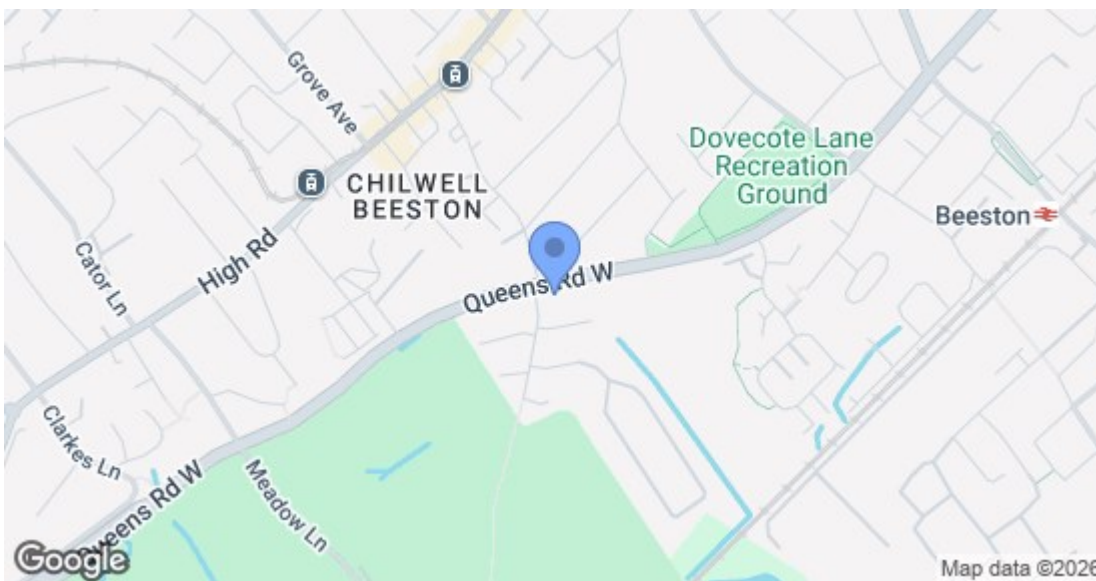 Grove Ave
Dovecote Lane
Recreation
Ground
CHILWELL
BEESTON
Beeston
High Rd
Cator Ln
Queens Rd W
Clarkes Ln
Meadow Ln
Queens Rd W
Google
Map data ©2026